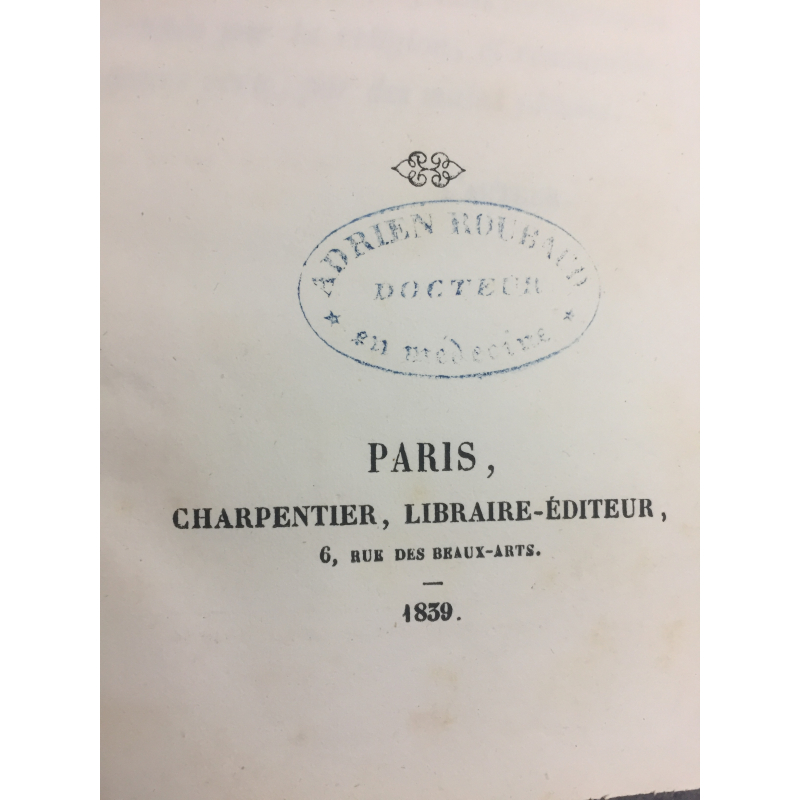 ADRIEN ROUBAUD
DOCTEUR
en médecine
PARIS,
CHARPENTIER, LIBRAIRE-ÉDITEUR,
6, RUE DES BEAUX-ARTS.
1839.